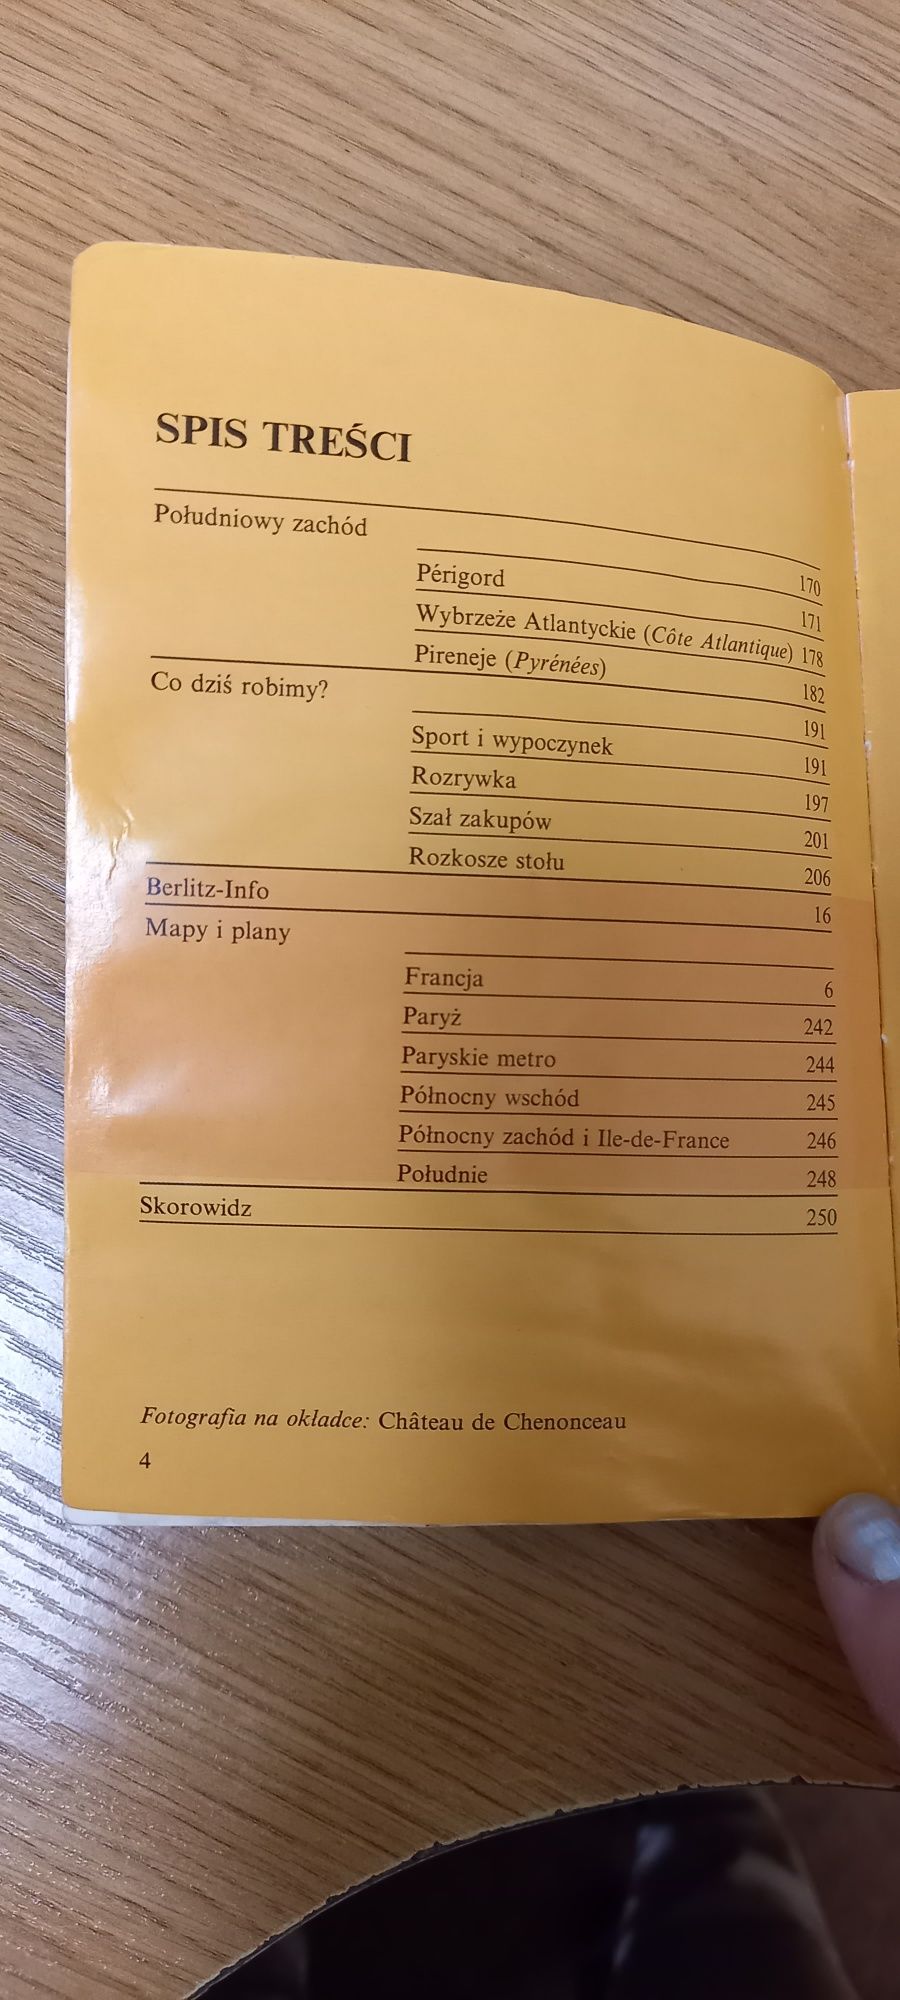 SPIS TREŚCI
Południowy zachód 170
Périgord 171
Wybrzeże Atlantyckie (Côte Atlantique) 178
Pireneje (Pyrénées) 182
Co dziś robimy? 191
Sport i wypoczynek 191
Rozrywka 197
Szał zakupów 201
Rozkosze stołu 206
Berlitz-Info 16
Mapy i plany
Francja 6
Paryż 242
Paryskie metro 244
Północny wschód 245
Północny zachód i Ile-de-France 246
Południe 248
Skorowidz 250
Fotografia na okładce: Château de Chenonceau
4